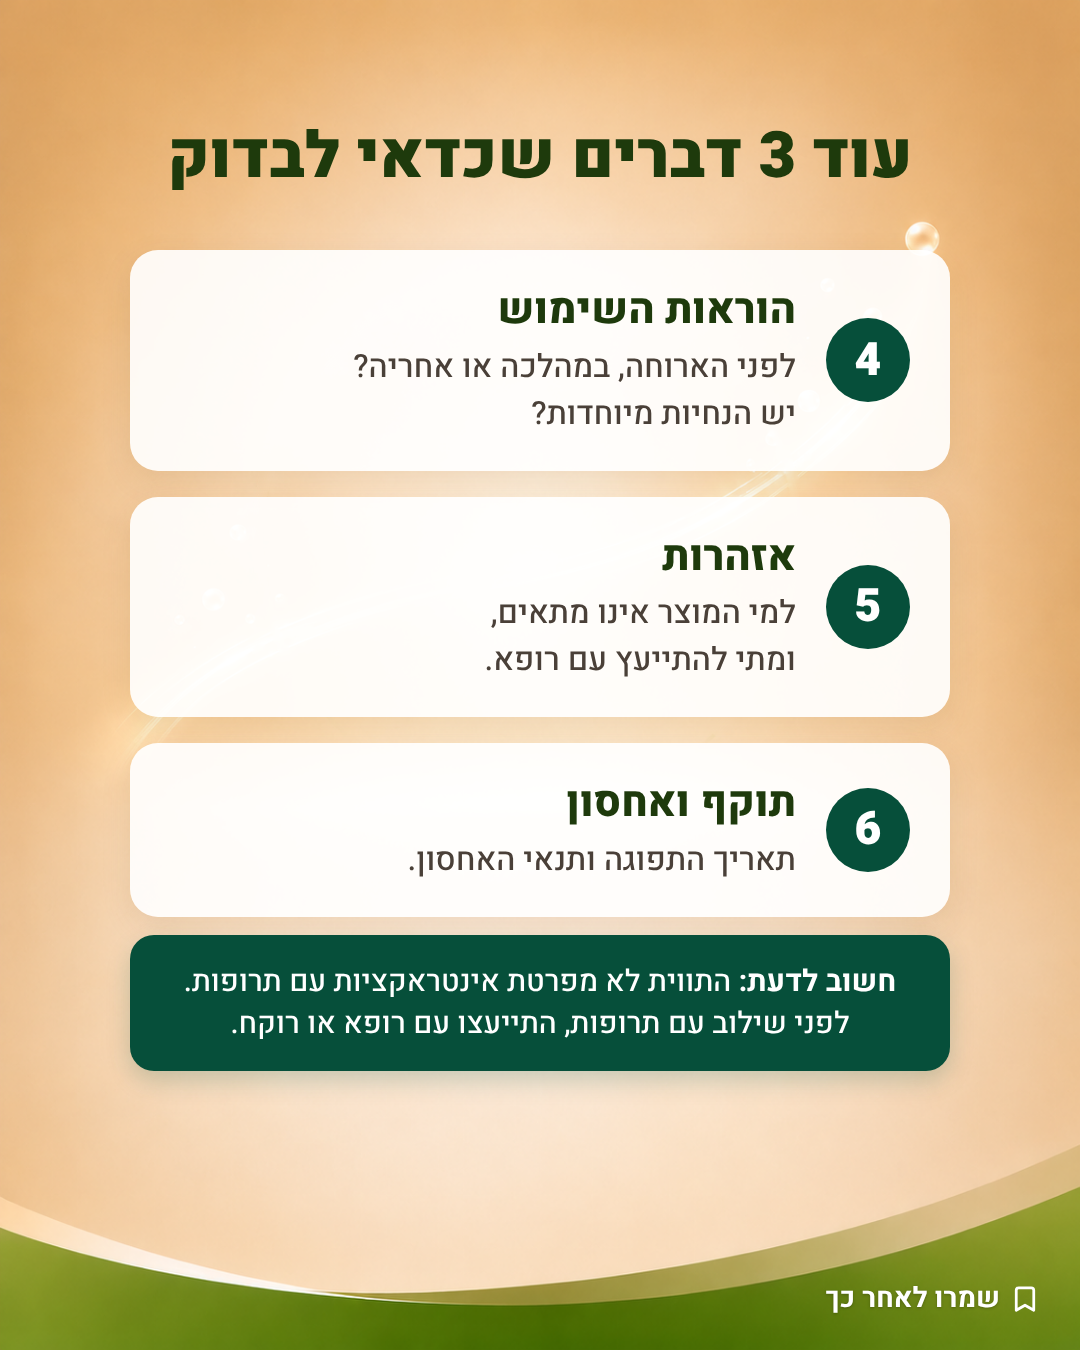 עוד 3 דברים שכדאי לבדוק
4
הוראות השימוש
לפני הארוחה, במהלכה או אחריה?
יש הנחיות מיוחדות?
5
אזהרות
למי המוצר אינו מתאים,
ומתי להתייעץ עם רופא.
6
תוקף ואחסון
תאריך התפוגה ותנאי האחסון.
חשוב לדעת: התווית לא מפרטת אינטראקציות עם תרופות.
לפני שילוב עם תרופות, התייעצו עם רופא או רוקח.
שמרו לאחר כך